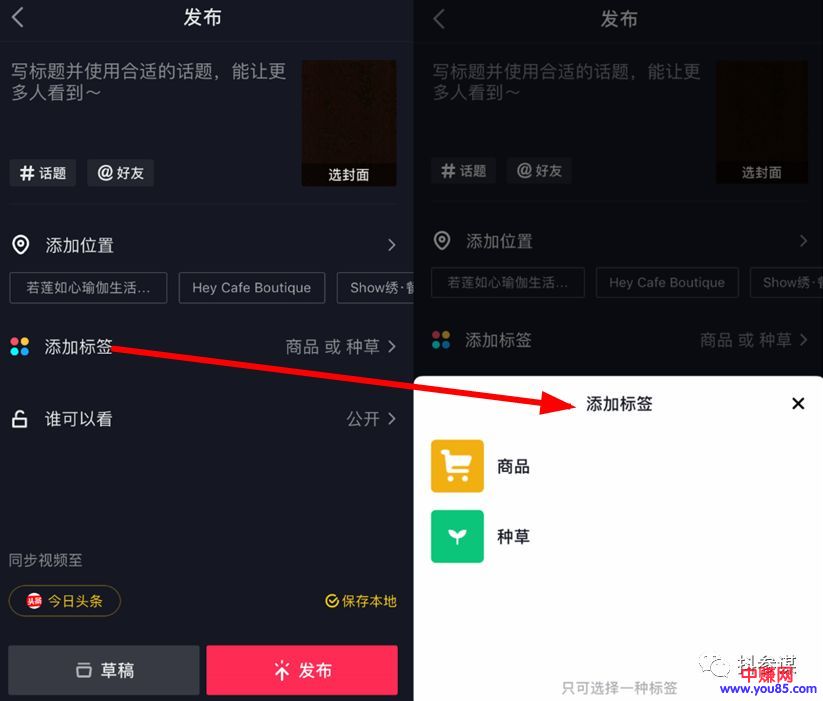 发布
写标题并使用合适的话题，能让更
多人看到～
选封面
# 话题
@ 好友
添加位置
若莲如心瑜伽生活...
Hey Cafe Boutique
Show绣·餐
添加标签
商品 或 种草
谁可以看
公开
同步视频至
头条 今日头条
保存本地
草稿
发布
发布
写标题并使用合适的话题，能让更
多人看到～
选封面
# 话题
@ 好友
添加位置
若莲如心瑜伽生活...
Hey Cafe Boutique
Show绣·
添加标签
商品 或 种草
添加标签
商品
种草
抖参谋
中赚网
www.you85.com
只可选择一种标签